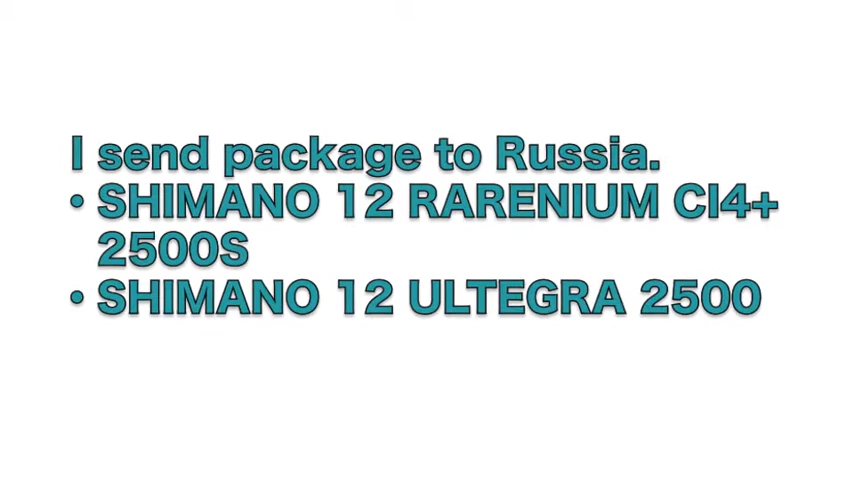 I send package to Russia.
• SHIMANO 12 RARENIUM CI4+
2500S
• SHIMANO 12 ULTEGRA 2500